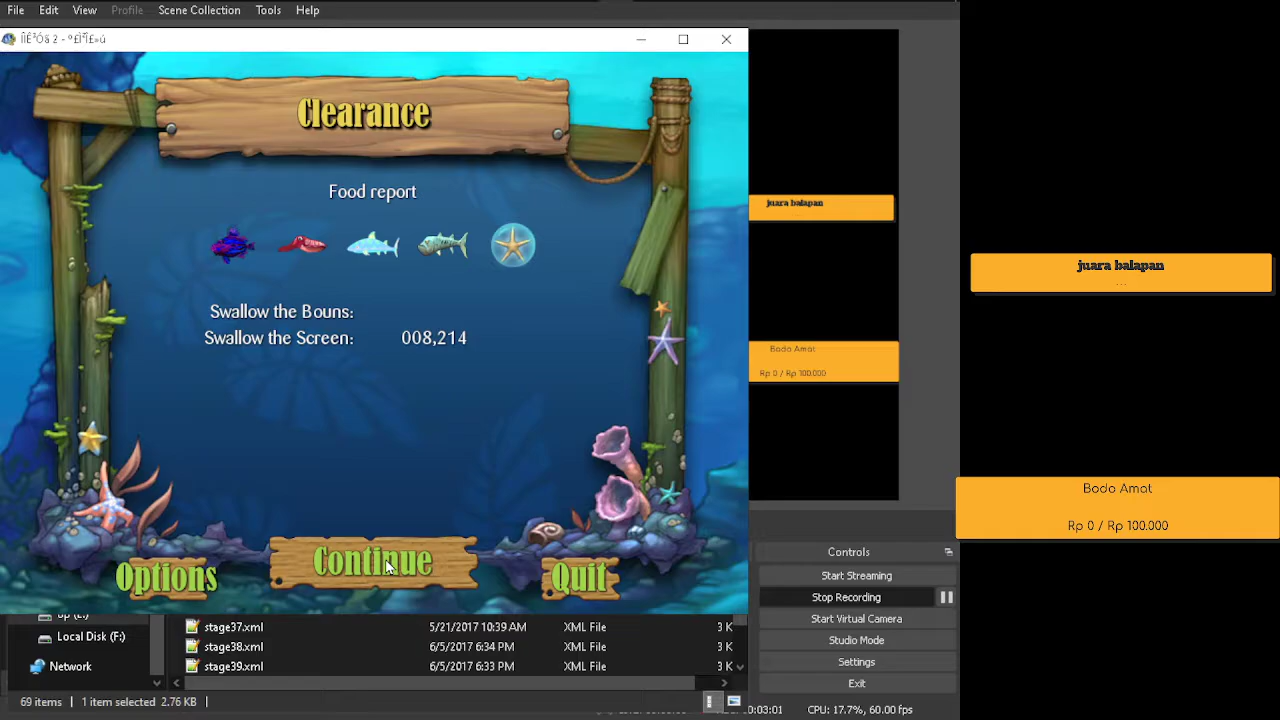 File Edit View Profile Scene Collection Tools Help
Clearance
Food report
Swallow the Bouns:
Swallow the Screen: 008,214
Options
Continue
Quit
juara balapan
Bodo Amat
Rp 0 / Rp 100.000
juara balapan
...
Bodo Amat
Rp 0 / Rp 100.000
Controls
Start Streaming
Stop Recording
Start Virtual Camera
Studio Mode
Settings
Exit
Local Disk (F:)
Network
stage37.xml 5/21/2017 10:39 AM XML File 3 K
stage38.xml 6/5/2017 6:34 PM XML File 3 K
stage39.xml 6/5/2017 6:33 PM XML File 3 K
69 items 1 item selected 2.76 KB
CPU: 17.7%, 60.00 fps